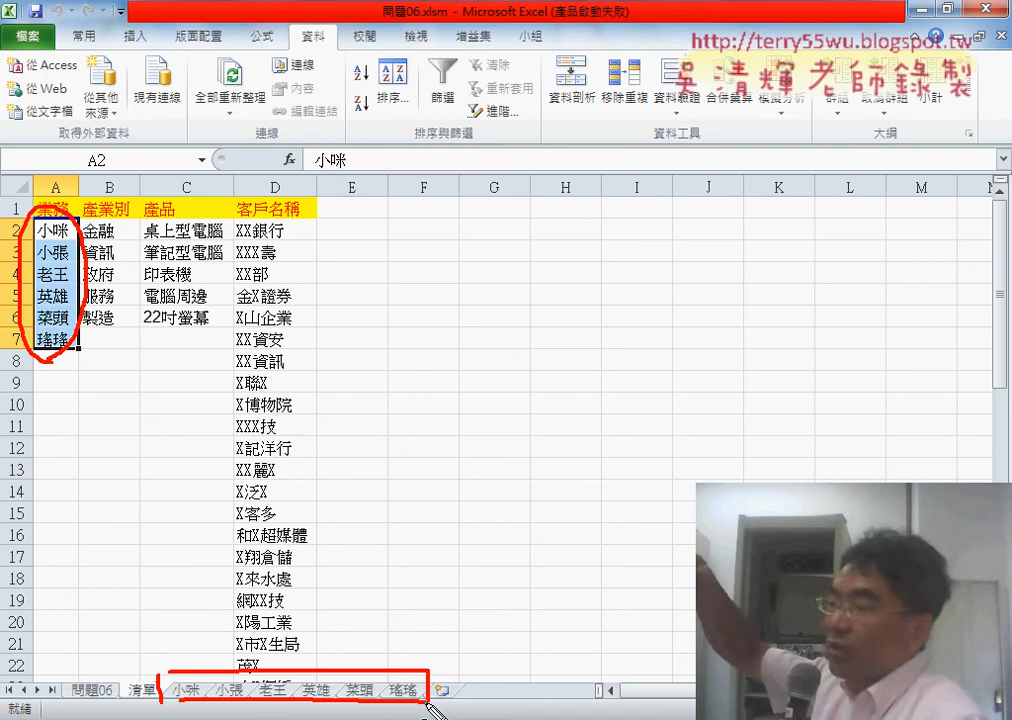 問題06.xlsm - Microsoft Excel (產品啟動失敗)
檔案 常用 插入 版面配置 公式 資料 校閱 檢視 增益集 小組
http://terry55wu.blogspot.tw
吳清輝老師錄製
從 Access
從 Web
從文字檔
從其他來源
現有連線
取得外部資料
全部重新整理
連線
內容
編輯連結
連線
排序...
篩選
清除
重新套用
進階...
排序與篩選
資料剖析 移除重複 資料驗證 合併彙算 模擬分析
資料工具
群組 取消群組 小計
大綱
A2 fx 小咪
A B C D E F G H I J K L M
1 業務 產業別 產品 客戶名稱
2 小咪 金融 桌上型電腦 XX銀行
3 小張 資訊 筆記型電腦 XXX壽
4 老王 政府 印表機 XX部
5 英雄 服務 電腦周邊 金X證券
6 菜頭 製造 22吋螢幕 X山企業
7 瑤瑤 XX資安
8 XX資訊
9 X聯X
10 X博物院
11 XXX技
12 X記洋行
13 XX麗X
14 X泛X
15 X客多
16 和X超媒體
17 X翔倉儲
18 X來水處
19 網XX技
20 X陽工業
21 X市X生局
22 茂X
問題06 清單 小咪 小張 老王 英雄 菜頭 瑤瑤
就緒